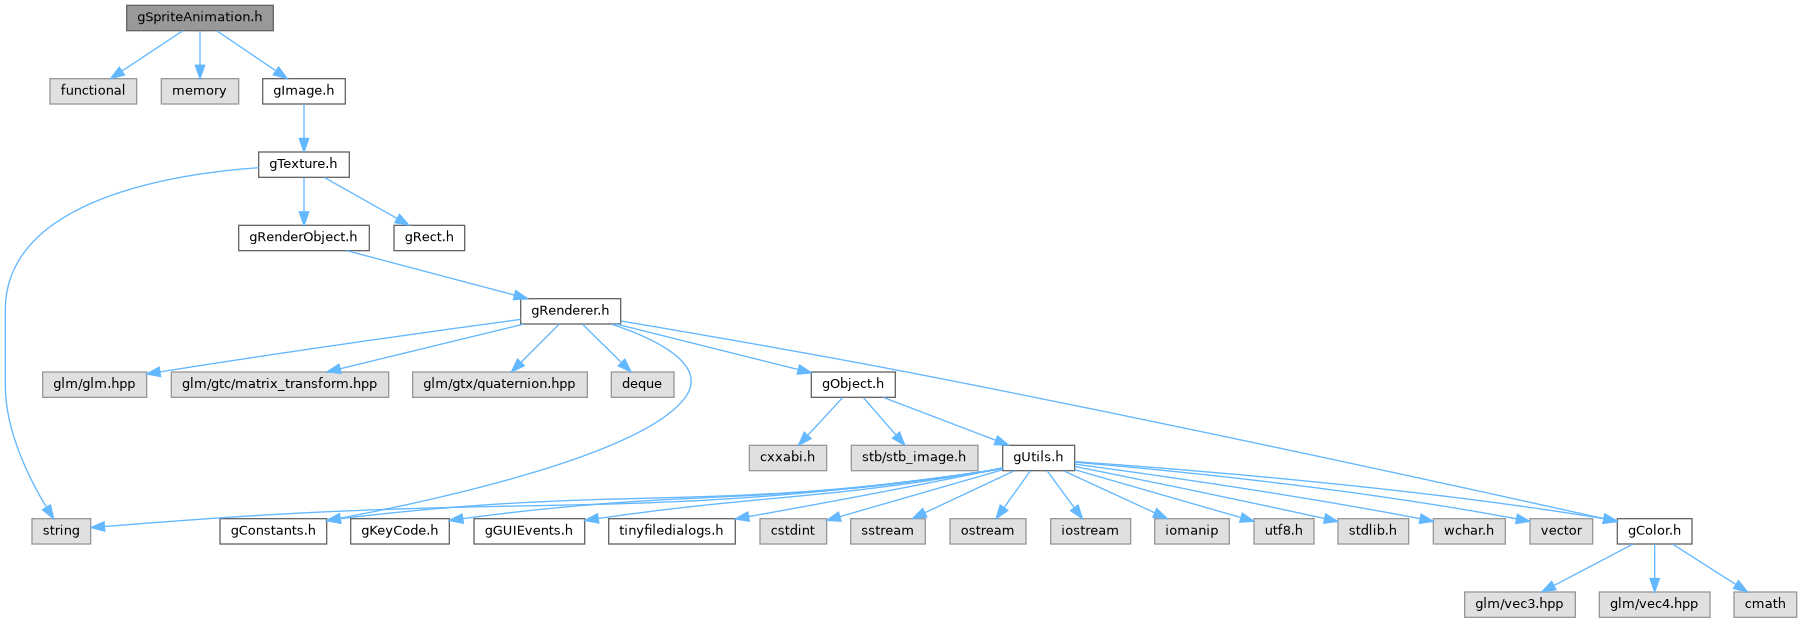 gSpriteAnimation.h
functional
memory
gImage.h
gTexture.h
gRenderObject.h
gRect.h
gRenderer.h
glm/glm.hpp
glm/gtc/matrix_transform.hpp
glm/gtx/quaternion.hpp
deque
gObject.h
cxxabi.h
stb/stb_image.h
gUtils.h
string
gConstants.h
gKeyCode.h
gGUIEvents.h
tinyfiledialogs.h
cstdint
sstream
ostream
iostream
iomanip
utf8.h
stdlib.h
wchar.h
vector
gColor.h
glm/vec3.hpp
glm/vec4.hpp
cmath